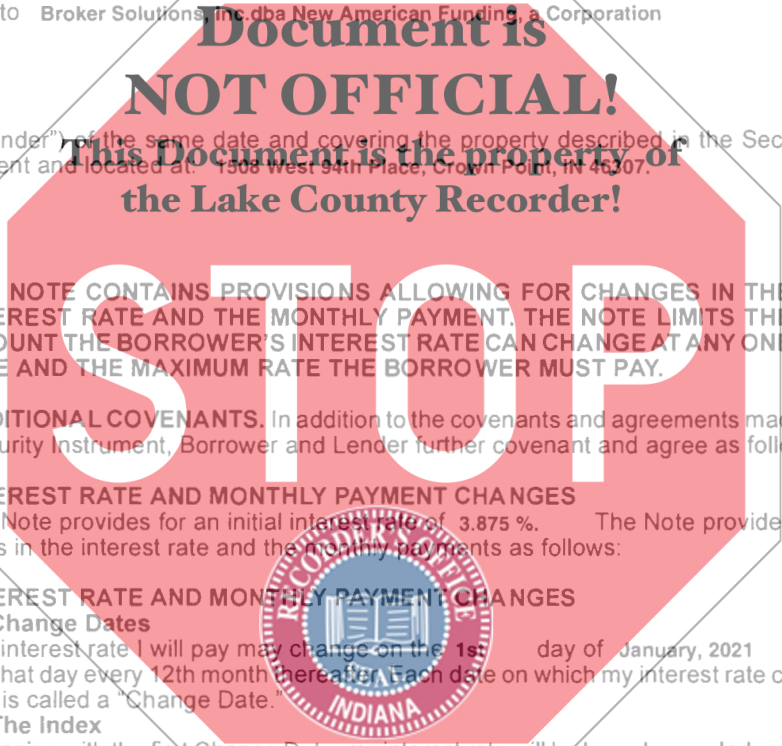 to Broker Solutions, Inc.dba New American Funding, a Corporation
Document is
NOT OFFICIAL!
nder") of the same date and covering the property described in the Sec
This Document is the property of
ent and located at: 1508 West 94th Place, Crown Point, IN 46307.
the Lake County Recorder!
STOP
NOTE CONTAINS PROVISIONS ALLOWING FOR CHANGES IN THE
EREST RATE AND THE MONTHLY PAYMENT. THE NOTE LIMITS THE
OUNT THE BORROWER'S INTEREST RATE CAN CHANGE AT ANY ONE
E AND THE MAXIMUM RATE THE BORROWER MUST PAY.
DITIONAL COVENANTS. In addition to the covenants and agreements mad
urity Instrument, Borrower and Lender further covenant and agree as follo
EREST RATE AND MONTHLY PAYMENT CHANGES
Note provides for an initial interest rate of 3.875 %. The Note provide
s in the interest rate and the monthly payments as follows:
EREST RATE AND MONTHLY PAYMENT CHANGES
Change Dates
interest rate I will pay may change on the 1st day of January, 2021
hat day every 12th month thereafter. Each date on which my interest rate c
is called a "Change Date."
The Index
RECORDER'S OFFICE
SEAL
INDIANA